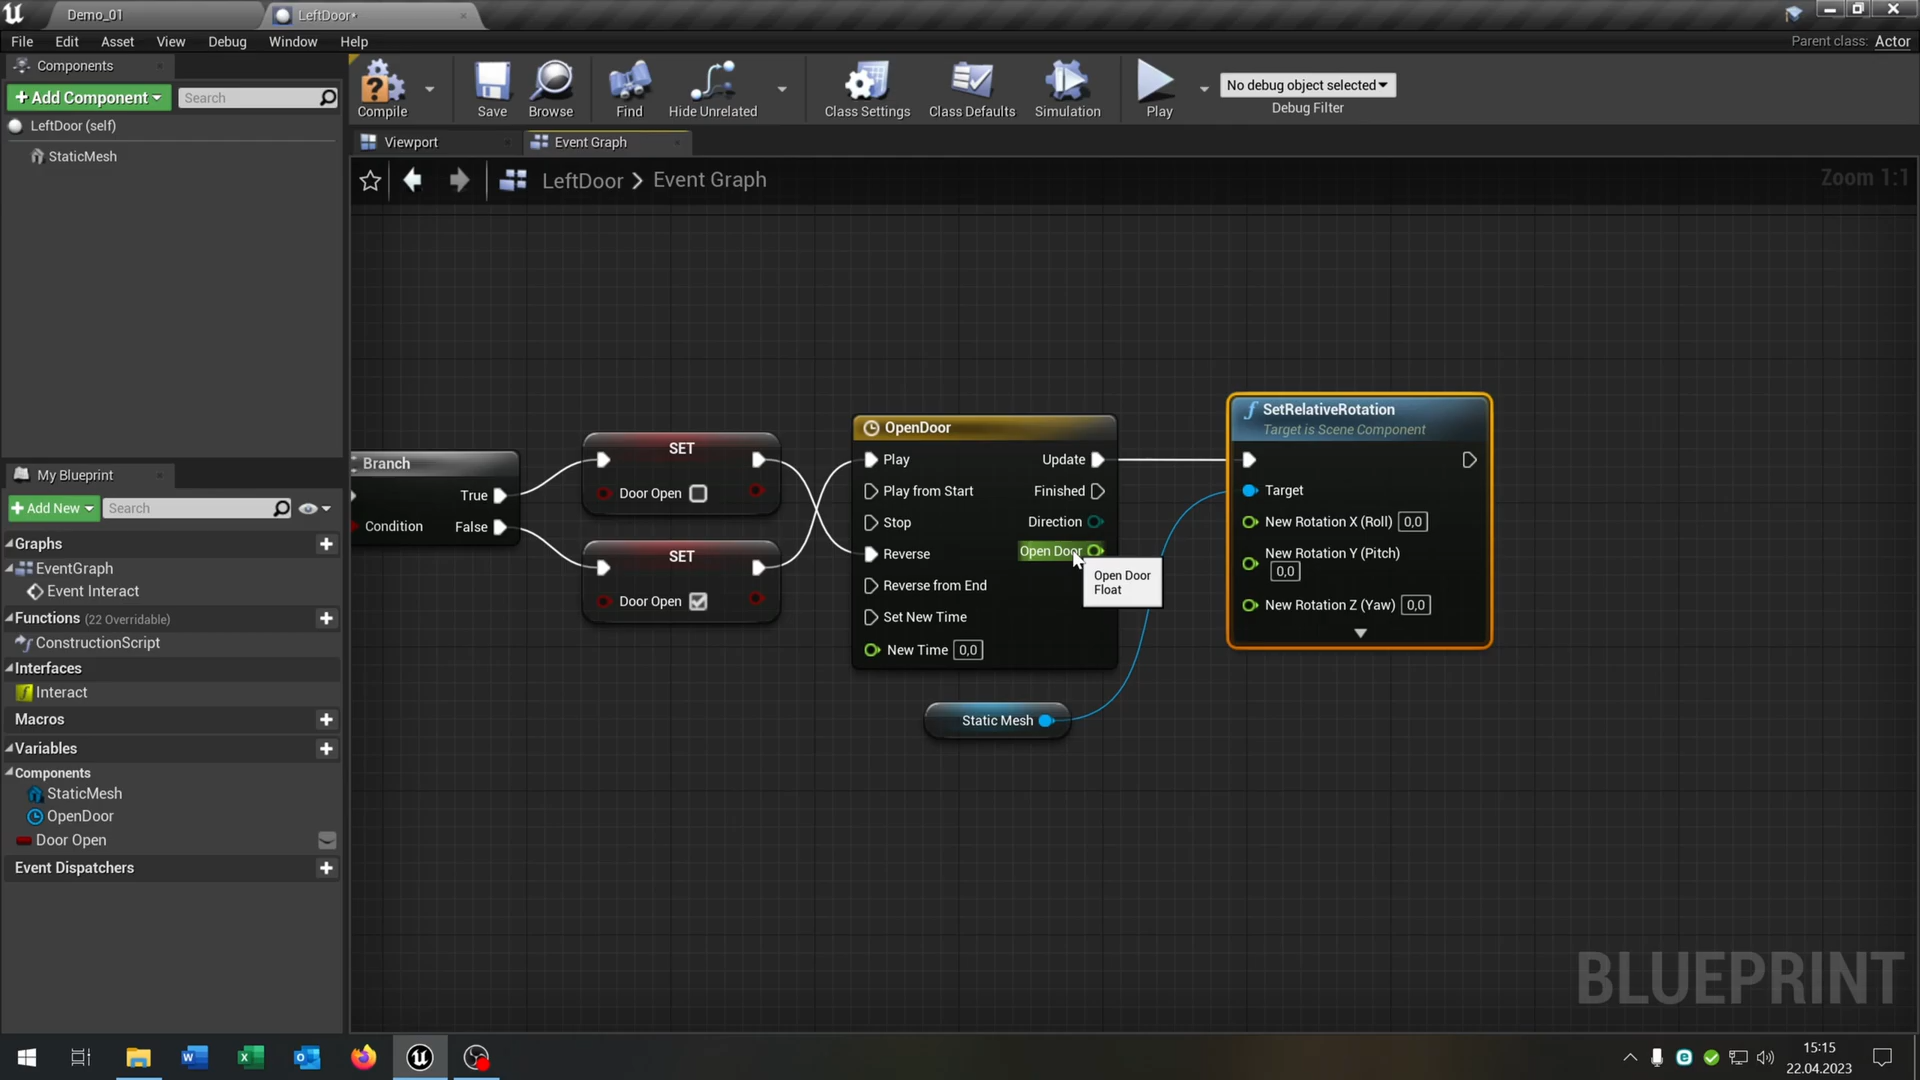 Demo_01
LeftDoor*
File Edit Asset View Debug Window Help
Parent class: Actor
Components
+ Add Component
Search
LeftDoor (self)
StaticMesh
Compile
Save
Browse
Find
Hide Unrelated
Class Settings
Class Defaults
Simulation
Play
No debug object selected
Debug Filter
Viewport
Event Graph
LeftDoor > Event Graph
Zoom 1:1
Branch
True
Condition
False
SET
Door Open
SET
Door Open
OpenDoor
Play
Update
Play from Start
Finished
Stop
Direction
Reverse
Open Door
Reverse from End
Set New Time
New Time 0,0
Open Door
Float
Static Mesh
SetRelativeRotation
Target is Scene Component
Target
New Rotation X (Roll) 0,0
New Rotation Y (Pitch)
0,0
New Rotation Z (Yaw) 0,0
BLUEPRINT
My Blueprint
+ Add New
Search
Graphs
EventGraph
Event Interact
Functions (22 Overridable)
ConstructionScript
Interfaces
Interact
Macros
Variables
Components
StaticMesh
OpenDoor
Door Open
Event Dispatchers
15:15
22.04.2023